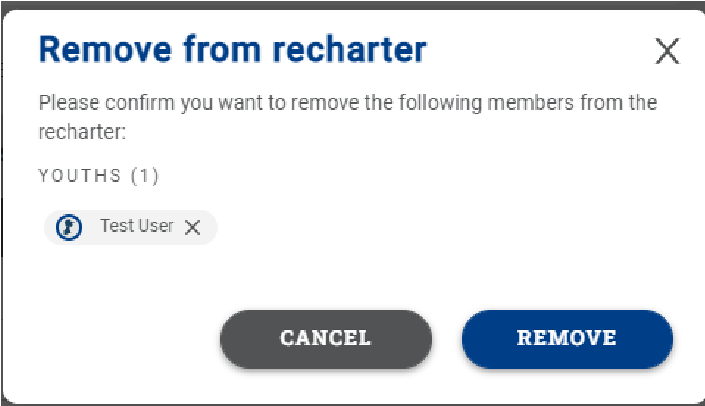 Remove from recharter
Please confirm you want to remove the following members from the
recharter:
YOUTHS (1)
Test User
CANCEL
REMOVE